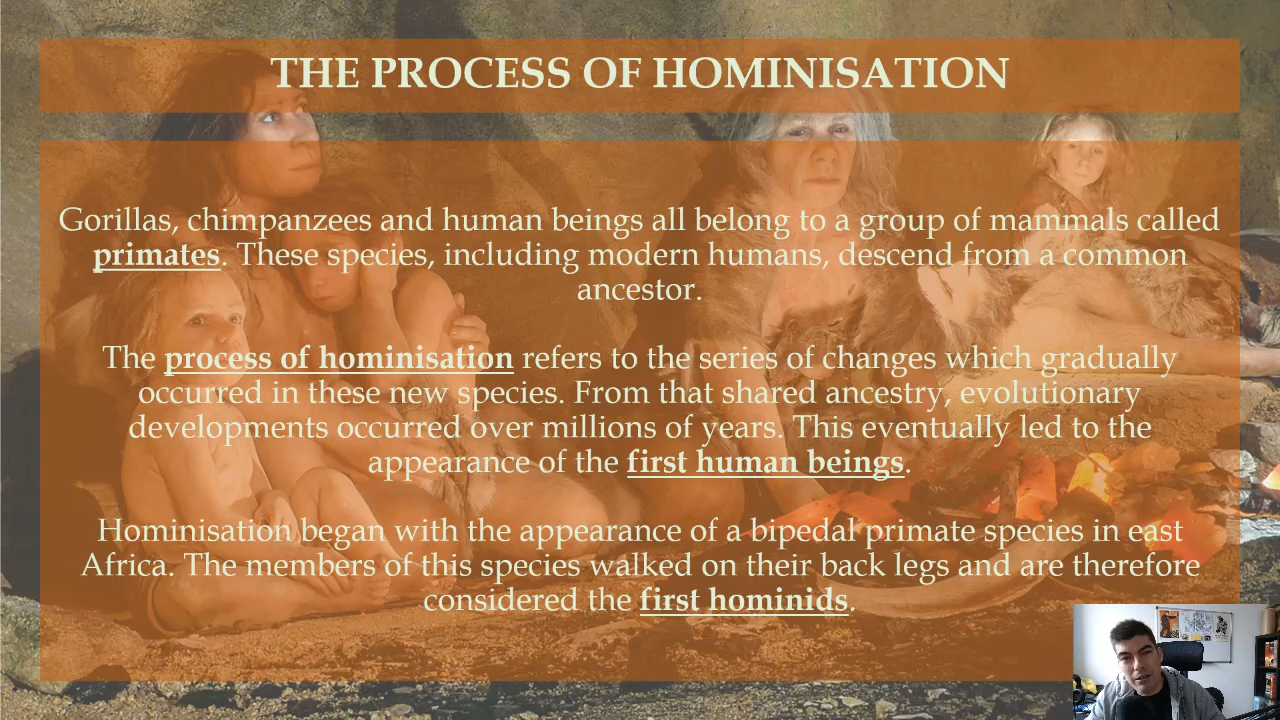 THE PROCESS OF HOMINISATION
Gorillas, chimpanzees and human beings all belong to a group of mammals called
primates. These species, including modern humans, descend from a common
ancestor.
The process of hominisation refers to the series of changes which gradually
occurred in these new species. From that shared ancestry, evolutionary
developments occurred over millions of years. This eventually led to the
appearance of the first human beings.
Hominisation began with the appearance of a bipedal primate species in east
Africa. The members of this species walked on their back legs and are therefore
considered the first hominids.